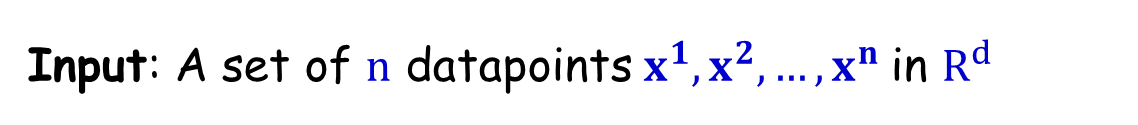 Input: A set of n datapoints x¹, x², …, xⁿ in Rᵈ